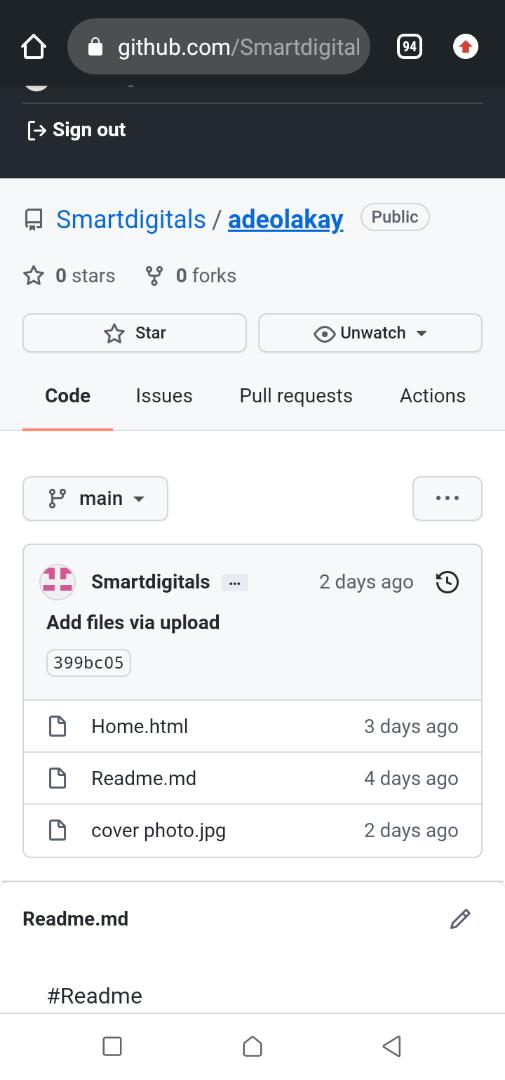 github.com/Smartdigital
94
Sign out
Smartdigitals / adeolakay Public
0 stars 0 forks
Star Unwatch
Code Issues Pull requests Actions
main ...
Smartdigitals ... 2 days ago
Add files via upload
399bc05
Home.html 3 days ago
Readme.md 4 days ago
cover photo.jpg 2 days ago
Readme.md
#Readme